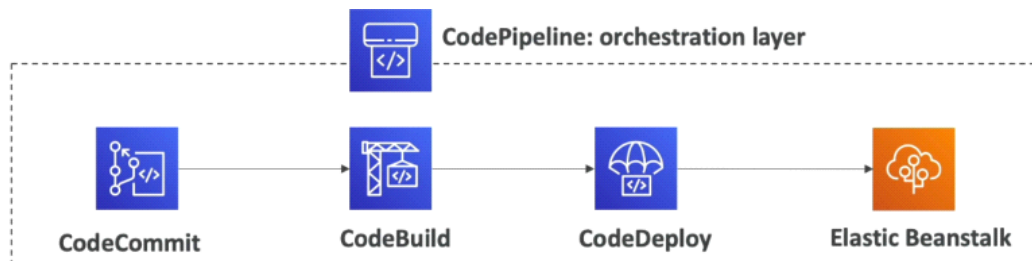 CodePipeline: orchestration layer
CodeCommit
CodeBuild
CodeDeploy
Elastic Beanstalk